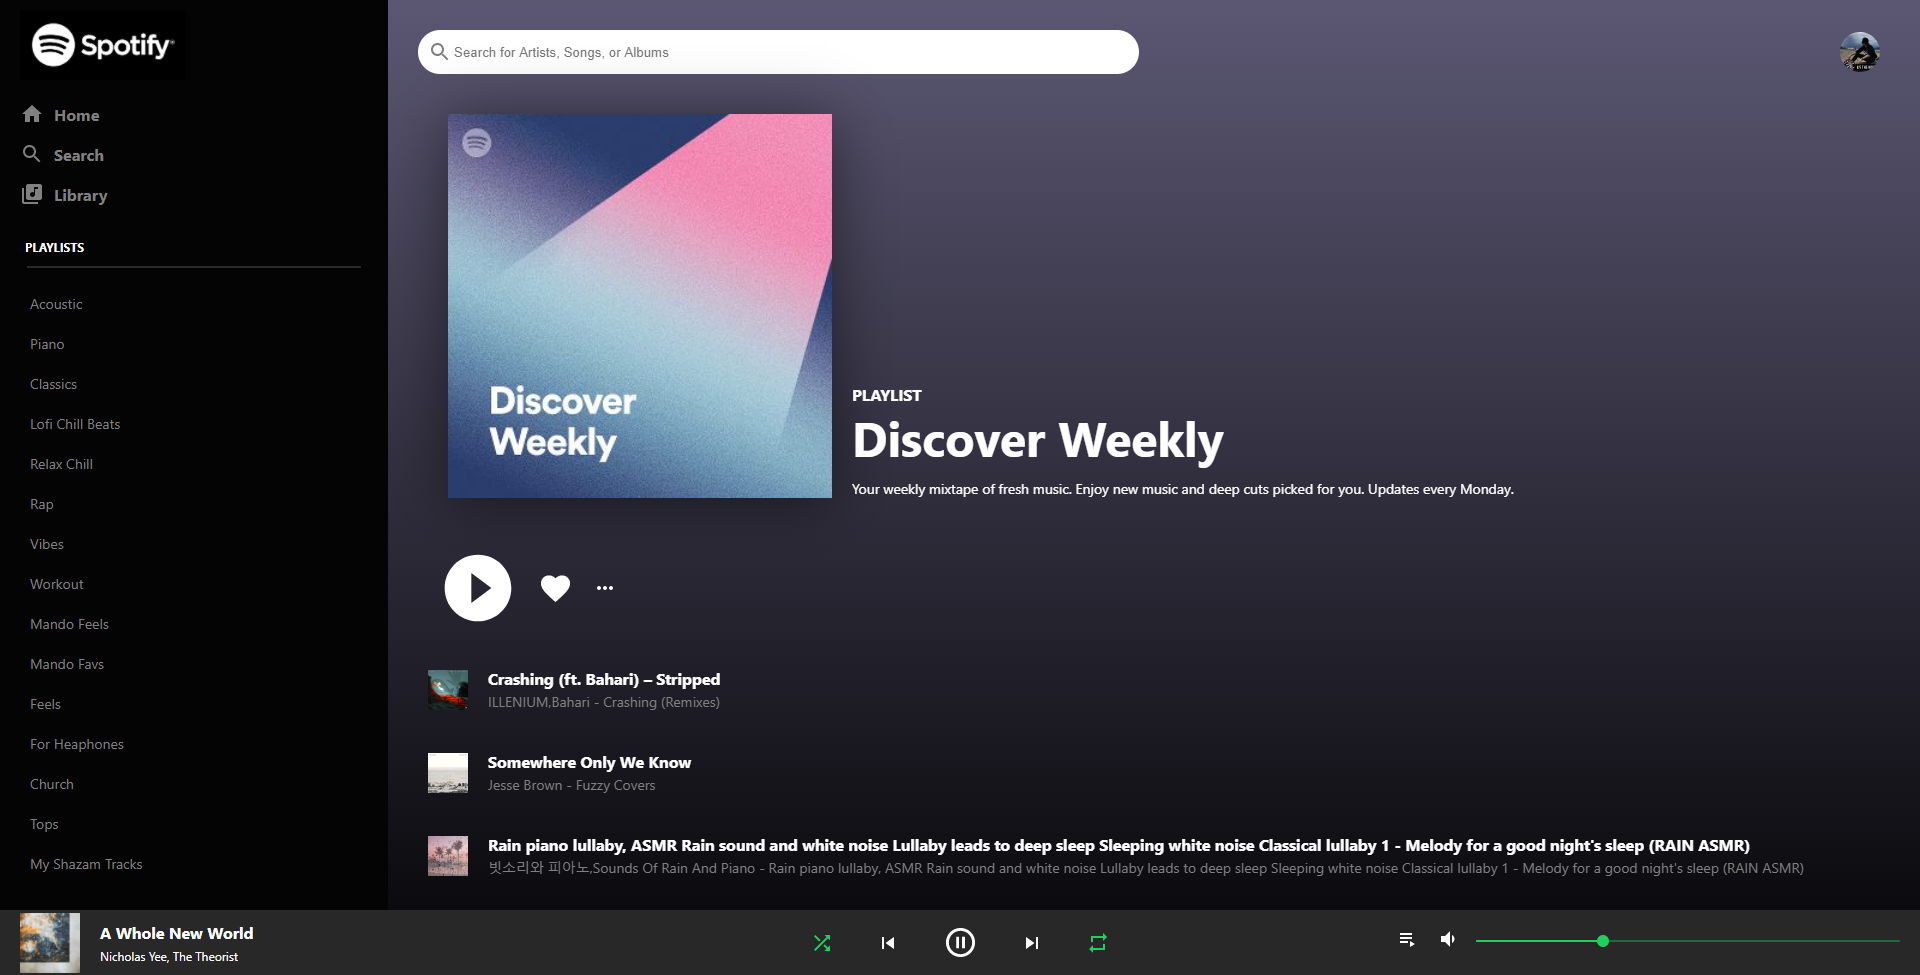 Spotify
Search for Artists, Songs, or Albums
Home
Search
Library
PLAYLISTS
Acoustic
Piano
Classics
Lofi Chill Beats
Relax Chill
Rap
Vibes
Workout
Mando Feels
Mando Favs
Feels
For Heaphones
Church
Tops
My Shazam Tracks
Discover
Weekly
PLAYLIST
Discover Weekly
Your weekly mixtape of fresh music. Enjoy new music and deep cuts picked for you. Updates every Monday.
Crashing (ft. Bahari) – Stripped
ILLENIUM,Bahari - Crashing (Remixes)
Somewhere Only We Know
Jesse Brown - Fuzzy Covers
Rain piano lullaby, ASMR Rain sound and white noise Lullaby leads to deep sleep Sleeping white noise Classical lullaby 1 - Melody for a good night's sleep (RAIN ASMR)
빗소리와 피아노,Sounds Of Rain And Piano - Rain piano lullaby, ASMR Rain sound and white noise Lullaby leads to deep sleep Sleeping white noise Classical lullaby 1 - Melody for a good night's sleep (RAIN ASMR)
A Whole New World
Nicholas Yee, The Theorist